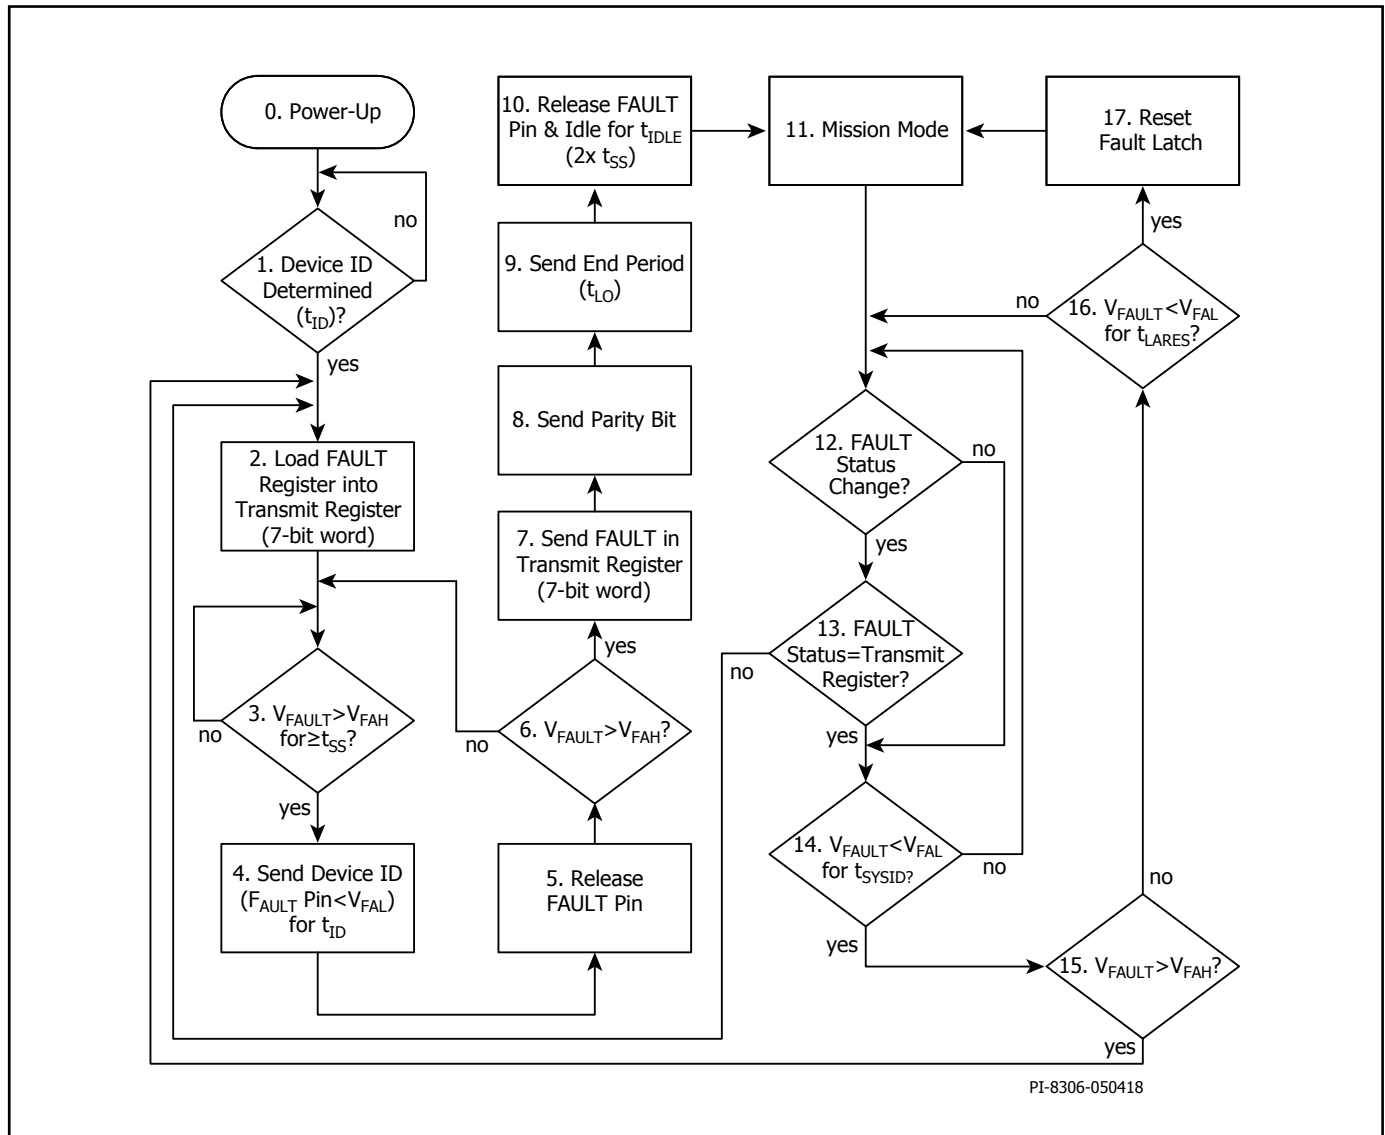 0. Power-Up
no
1. Device ID
Determined
(tID)?
yes
2. Load FAULT
Register into
Transmit Register
(7-bit word)
3. VFAULT>VFAH
for≥tSS?
no
yes
4. Send Device ID
(FAULT Pin<VFAL)
for tID
5. Release
FAULT Pin
6. VFAULT>VFAH?
no
yes
7. Send FAULT in
Transmit Register
(7-bit word)
8. Send Parity Bit
9. Send End Period
(tLO)
10. Release FAULT
Pin & Idle for tIDLE
(2x tSS)
11. Mission Mode
12. FAULT
Status
Change?
no
yes
13. FAULT
Status=Transmit
Register?
no
yes
14. VFAULT<VFAL
for tSYSID?
no
yes
15. VFAULT>VFAH?
no
yes
16. VFAULT<VFAL
for tLARES?
no
yes
17. Reset
Fault Latch
PI-8306-050418